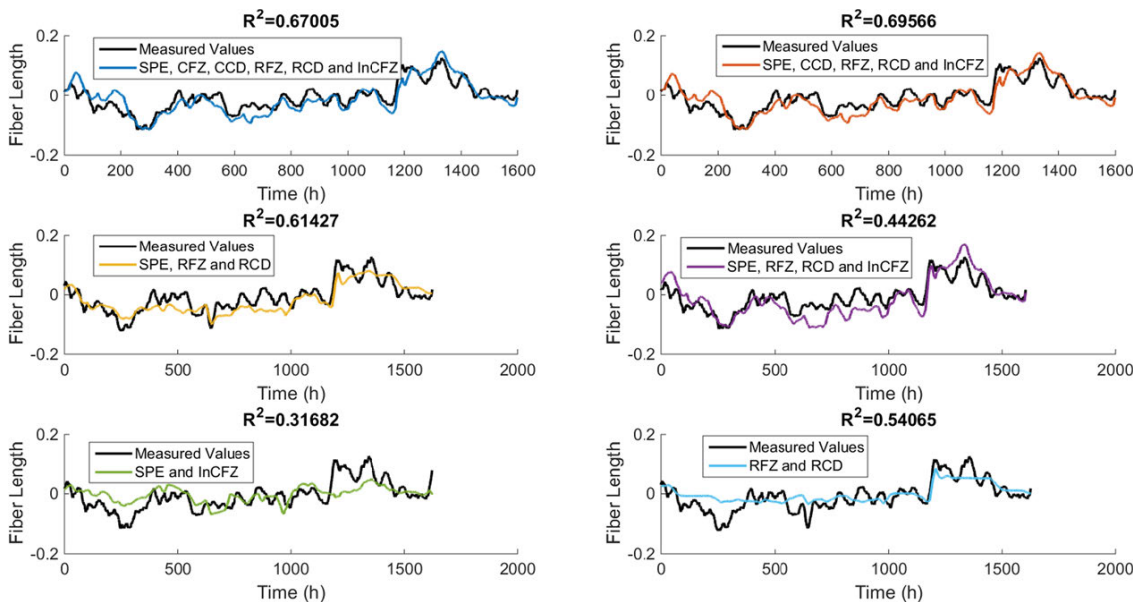 R2=0.67005
0.2
Measured Values
SPE, CFZ, CCD, RFZ, RCD and InCFZ
0
-0.2
Fiber Length
0 200 400 600 800 1000 1200 1400 1600
Time (h)
R2=0.69566
0.2
Measured Values
SPE, CCD, RFZ, RCD and InCFZ
0
-0.2
Fiber Length
0 200 400 600 800 1000 1200 1400 1600
Time (h)
R2=0.61427
0.2
Measured Values
SPE, RFZ and RCD
0
-0.2
Fiber Length
0 500 1000 1500 2000
Time (h)
R2=0.44262
0.2
Measured Values
SPE, RFZ, RCD and InCFZ
0
-0.2
Fiber Length
0 500 1000 1500 2000
Time (h)
R2=0.31682
0.2
Measured Values
SPE and InCFZ
0
-0.2
Fiber Length
0 500 1000 1500 2000
Time (h)
R2=0.54065
0.2
Measured Values
RFZ and RCD
0
-0.2
Fiber Length
0 500 1000 1500 2000
Time (h)